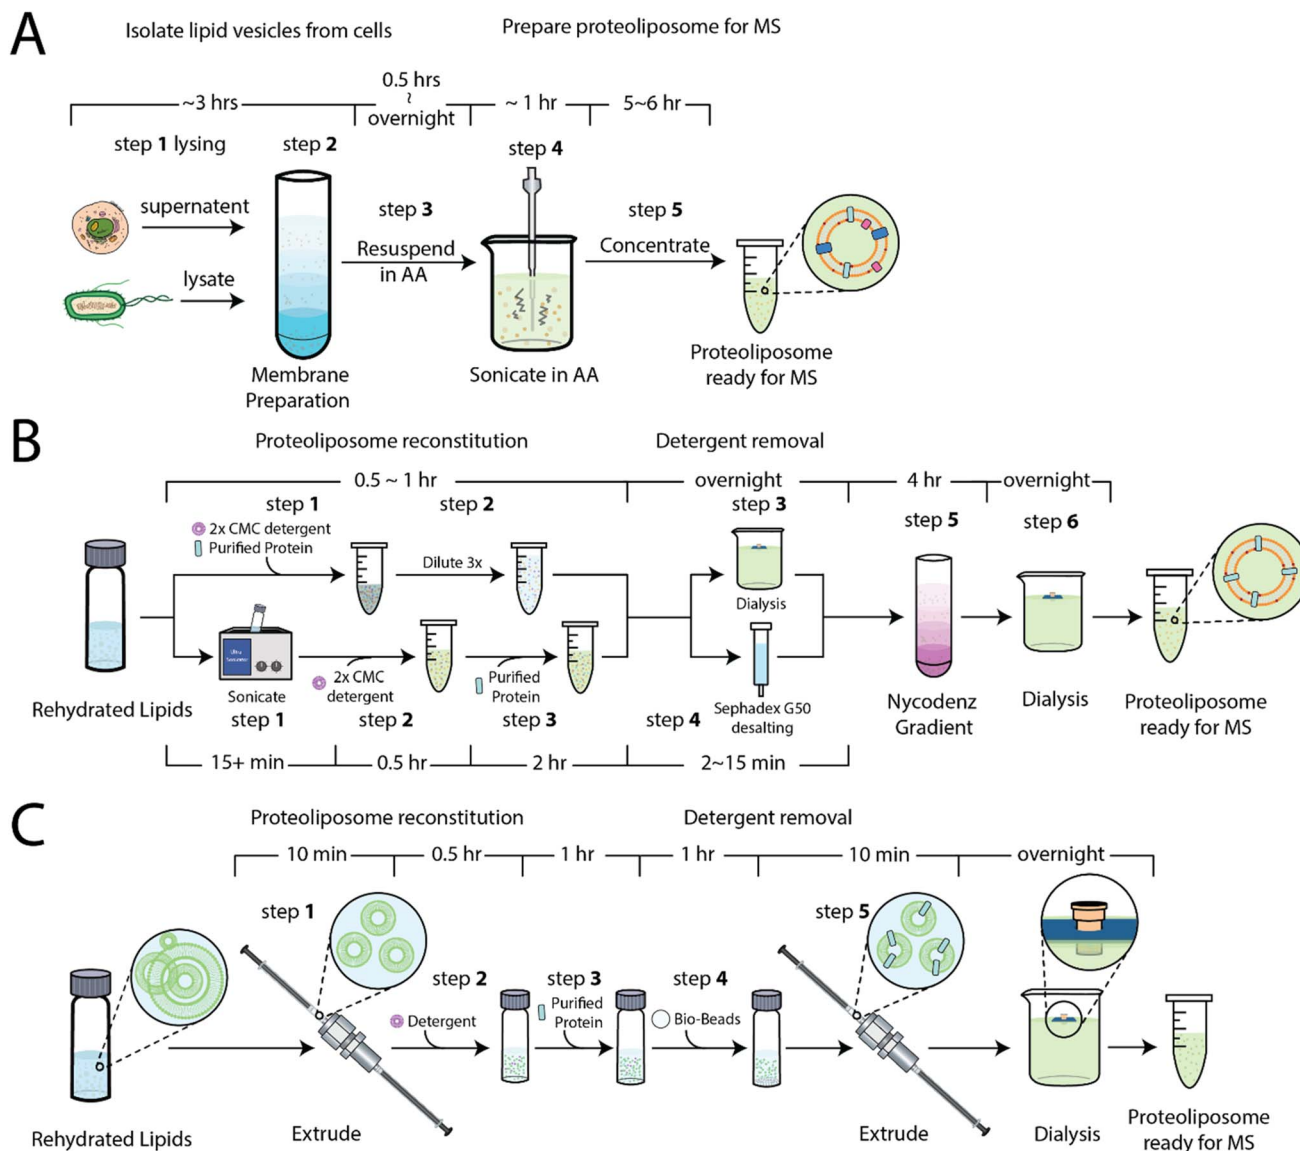 A
Isolate lipid vesicles from cells
Prepare proteoliposome for MS
~3 hrs
0.5 hrs
~
overnight
~ 1 hr
5~6 hr
step 1 lysing
step 2
step 3
step 4
step 5
supernatent
lysate
Resuspend
in AA
Concentrate
Membrane
Preparation
Sonicate in AA
Proteoliposome
ready for MS
B
Proteoliposome reconstitution
Detergent removal
0.5 ~ 1 hr
overnight
4 hr
overnight
step 1
step 2
step 3
step 5
step 6
2x CMC detergent
Purified Protein
Dilute 3x
Dialysis
Sonicate
2x CMC
detergent
Purified
Protein
Sephadex G50
desalting
Rehydrated Lipids
step 1
step 2
step 3
step 4
Nycodenz
Gradient
Dialysis
Proteoliposome
ready for MS
15+ min
0.5 hr
2 hr
2~15 min
C
Proteoliposome reconstitution
Detergent removal
10 min
0.5 hr
1 hr
1 hr
10 min
overnight
step 1
step 2
step 3
step 4
step 5
Detergent
Purified
Protein
Bio-Beads
Rehydrated Lipids
Extrude
Extrude
Dialysis
Proteoliposome
ready for MS